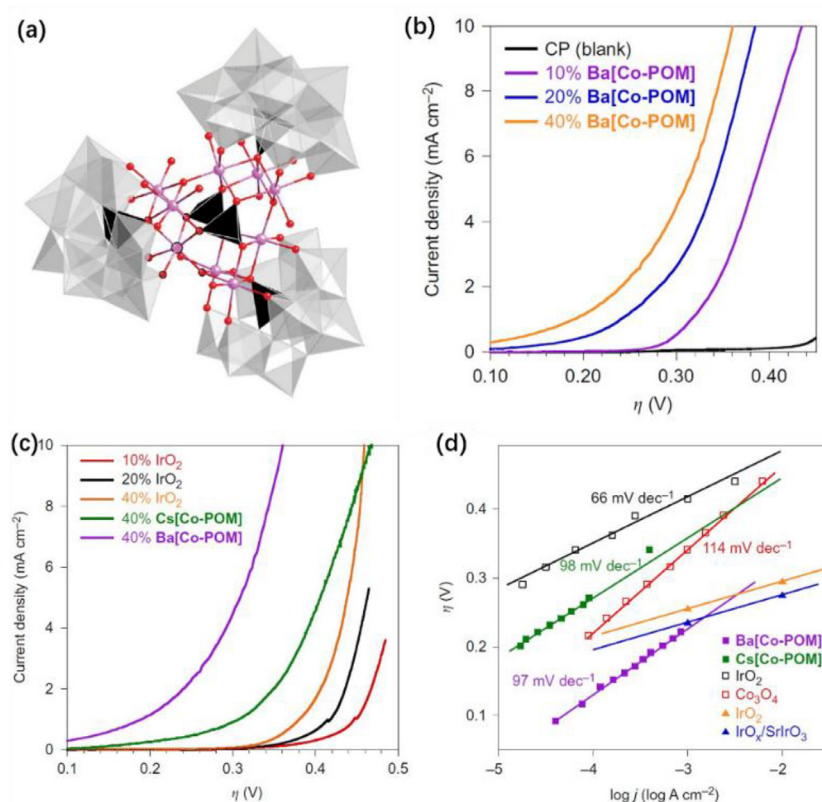 (a)
(b)
10
8
6
4
2
0
Current density (mA cm⁻²)
CP (blank)
10% Ba[Co-POM]
20% Ba[Co-POM]
40% Ba[Co-POM]
0.10
0.20
0.30
0.40
η (V)
(c)
10
8
6
4
2
0
Current density (mA cm⁻²)
10% IrO₂
20% IrO₂
40% IrO₂
40% Cs[Co-POM]
40% Ba[Co-POM]
0.1
0.2
0.3
0.4
0.5
η (V)
(d)
0.4
0.3
0.2
0.1
η (V)
66 mV dec⁻¹
98 mV dec⁻¹
114 mV dec⁻¹
97 mV dec⁻¹
Ba[Co-POM]
Cs[Co-POM]
IrO₂
Co₃O₄
IrO₂
IrOₓ/SrIrO₃
–5
–4
–3
–2
log j (log A cm⁻²)